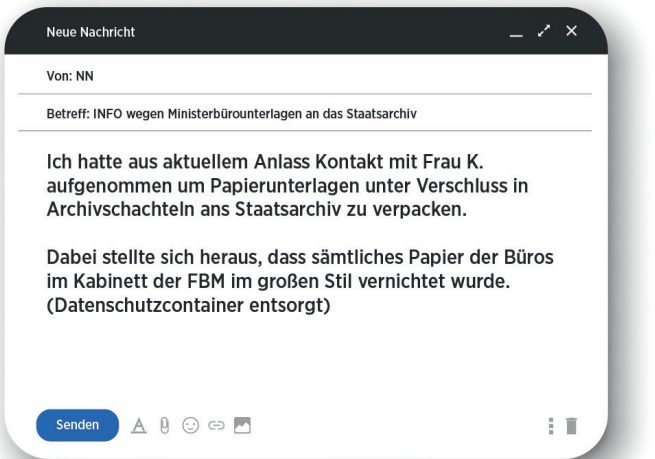 Neue Nachricht
Von: NN
Betreff: INFO wegen Ministerbürounterlagen an das Staatsarchiv
Ich hatte aus aktuellem Anlass Kontakt mit Frau K.
aufgenommen um Papierunterlagen unter Verschluss in
Archivschachteln ans Staatsarchiv zu verpacken.
Dabei stellte sich heraus, dass sämtliches Papier der Büros
im Kabinett der FBM im großen Stil vernichtet wurde.
(Datenschutzcontainer entsorgt)
Senden